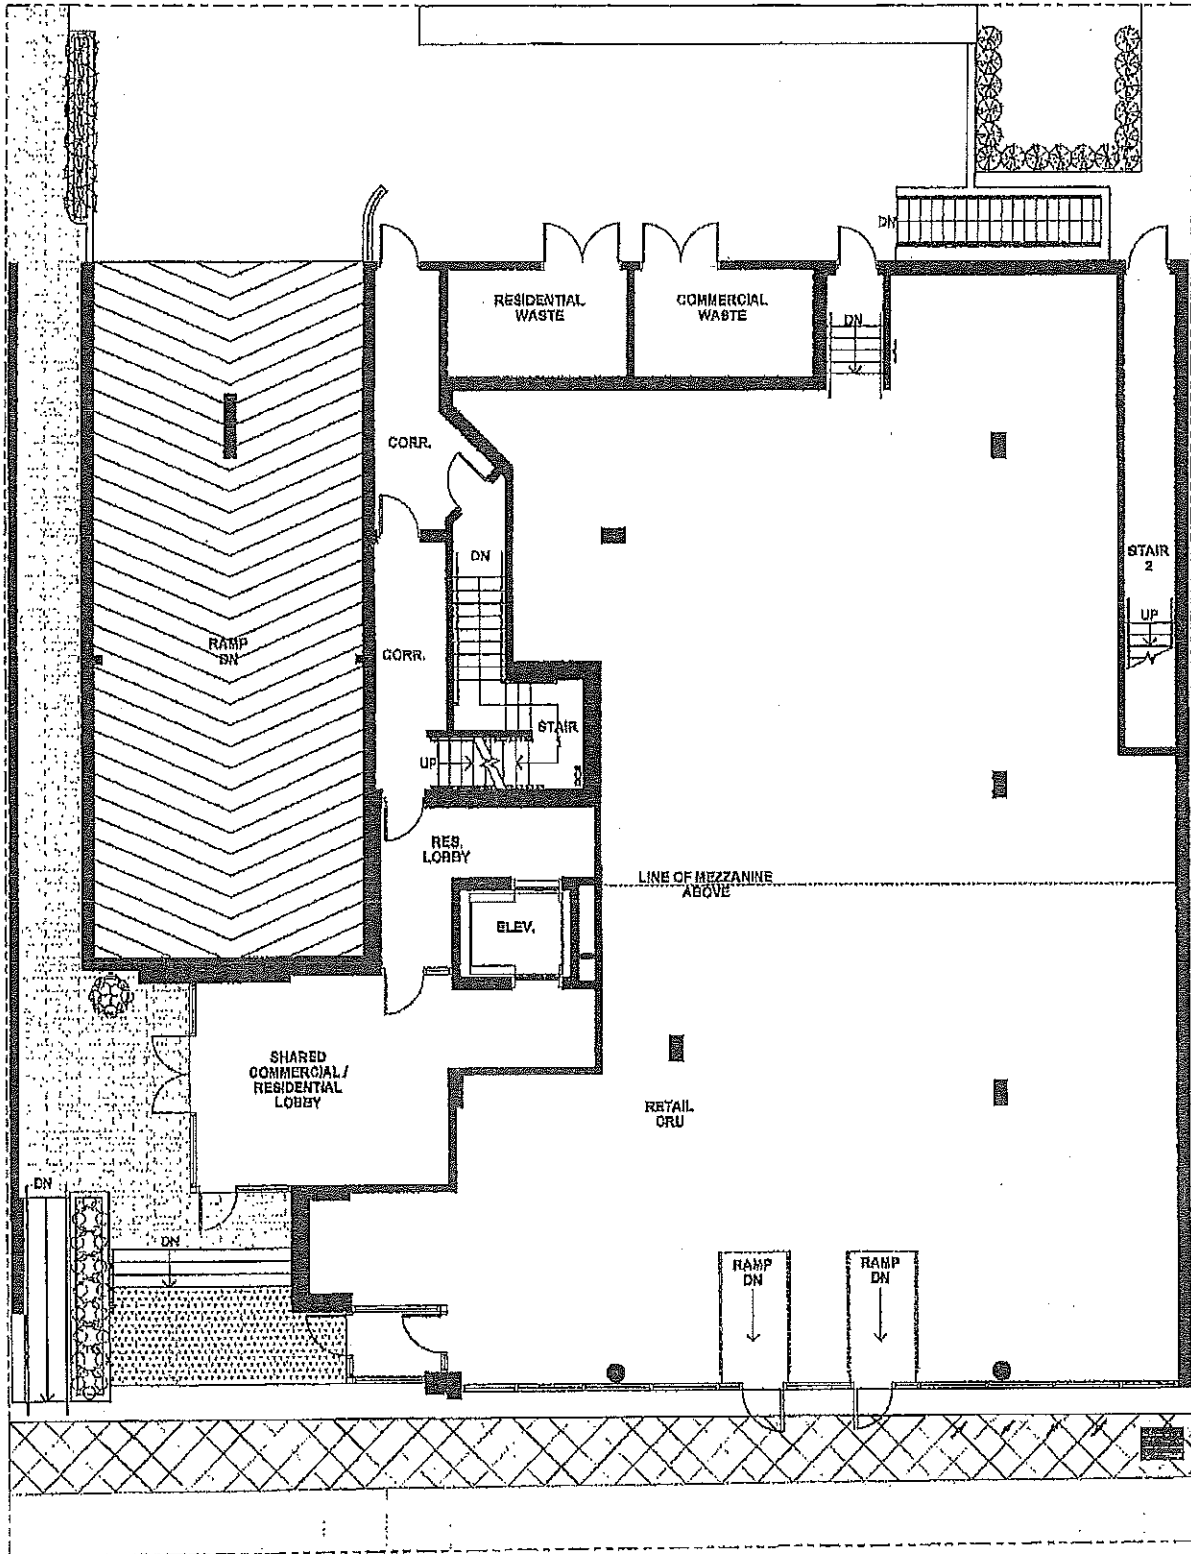 DN
RESIDENTIAL
WASTE
COMMERCIAL
WASTE
DN
CORR.
DN
STAIR
2
RAMP
DN
CORR.
UP
STAIR
UP
RES.
LOBBY
LINE OF MEZZANINE
ABOVE
ELEV.
SHARED
COMMERCIAL /
RESIDENTIAL
LOBBY
RETAIL
CRU
DN
DN
RAMP
DN
RAMP
DN